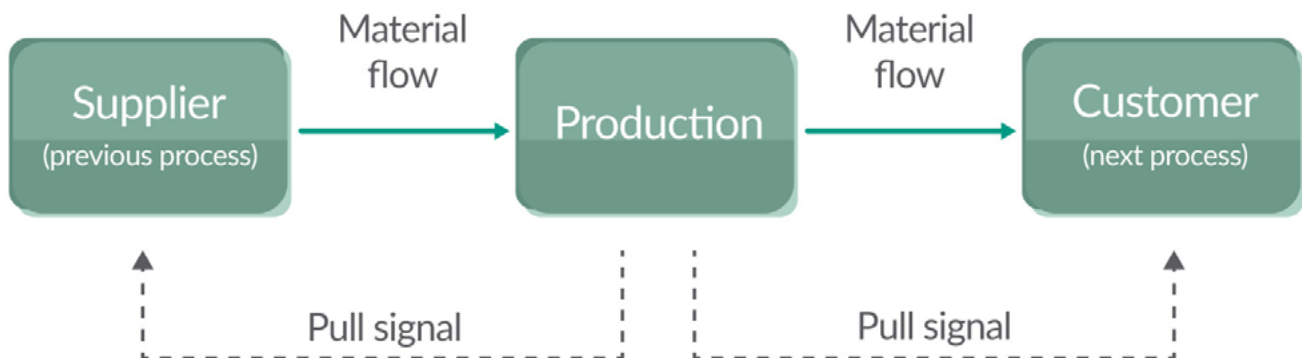 Material
flow
Material
flow
Supplier
(previous process)
Production
Customer
(next process)
Pull signal
Pull signal